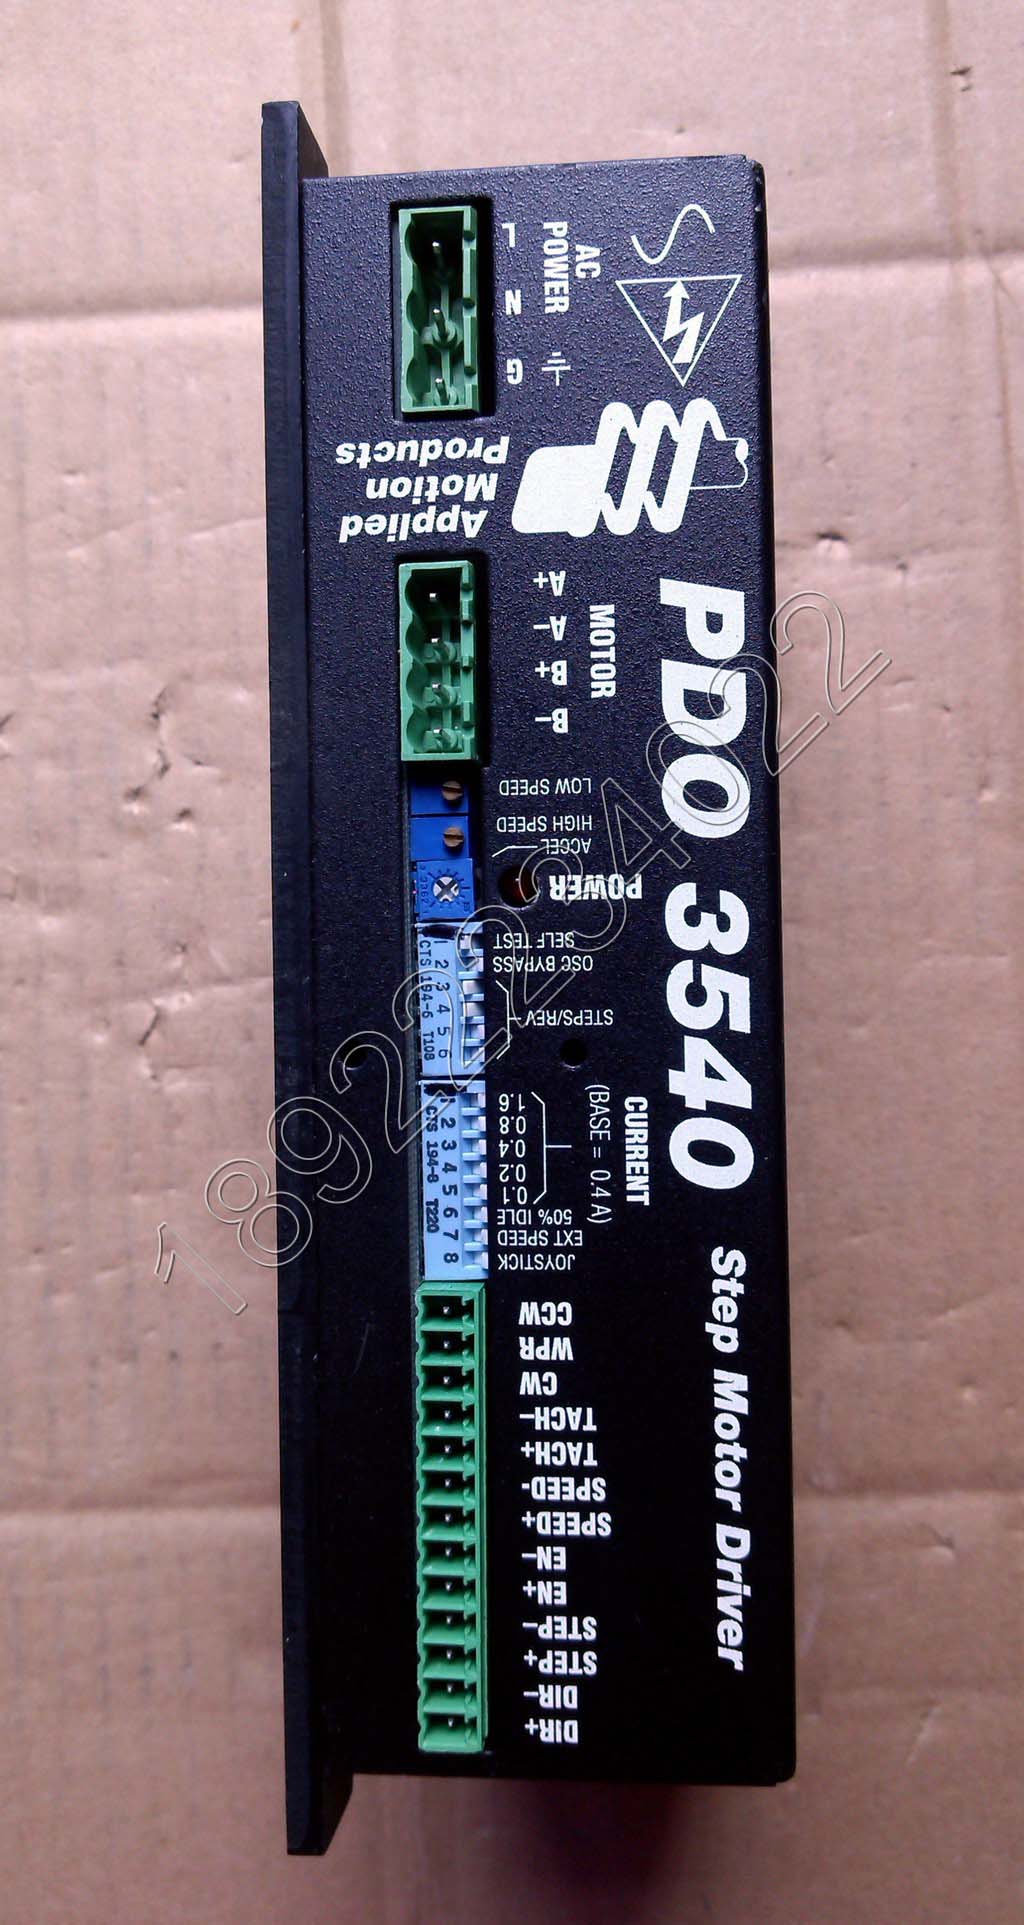 AC
POWER
L
N
G
Applied
Motion
Products
PDO 3540
Step Motor Driver
MOTOR
A+
A−
B+
B−
LOW SPEED
HIGH SPEED
ACCEL
POWER
SELF TEST
OSC BYPASS
STEPS/REV
1 2 3 4 5 6
CTS 194-6 T108
CURRENT
(BASE = 0.4 A)
1.6
0.8
0.4
0.2
0.1
50% IDLE
EXT SPEED
JOYSTICK
1 2 3 4 5 6 7 8
CTS 194-8 T220
CCW
WPR
CW
TACH−
TACH+
SPEED-
SPEED+
EN−
EN+
STEP−
STEP+
DIR−
DIR+
18922234022